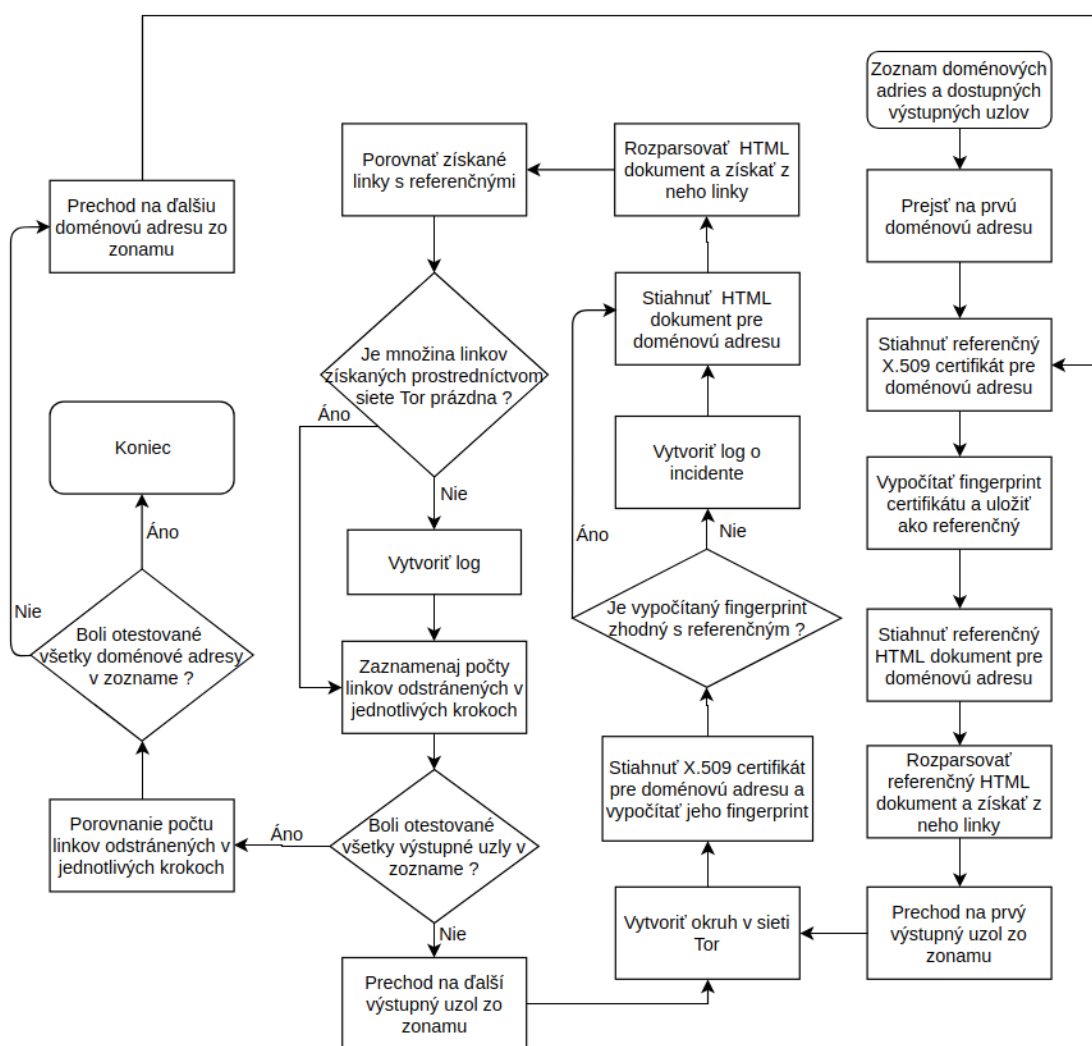 Zoznam doménových
adries a dostupných
výstupných uzlov
Prejsť na prvú
doménovú adresu
Stiahnuť referenčný
X.509 certifikát pre
doménovú adresu
Vypočítať fingerprint
certifikátu a uložiť
ako referenčný
Stiahnuť referenčný
HTML dokument pre
doménovú adresu
Rozparsovať
referenčný HTML
dokument a získať z
neho linky
Prechod na prvý
výstupný uzol zo
zonamu
Vytvoriť okruh v sieti
Tor
Stiahnuť X.509 certifikát
pre doménovú adresu a
vypočítať jeho fingerprint
Je vypočítaný fingerprint
zhodný s referenčným ?
Áno
Nie
Vytvoriť log o
incidente
Stiahnuť HTML
dokument pre
doménovú adresu
Rozparsovať HTML
dokument a získať z
neho linky
Porovnať získané
linky s referenčnými
Je množina linkov
získaných prostredníctvom
siete Tor prázdna ?
Áno
Nie
Vytvoriť log
Zaznamenaj počty
linkov odstránených v
jednotlivých krokoch
Boli otestované
všetky výstupné uzly v
zozname ?
Áno
Nie
Prechod na ďalší
výstupný uzol zo
zonamu
Porovnanie počtu
linkov odstránených v
jednotlivých krokoch
Boli otestované
všetky doménové adresy
v zozname ?
Nie
Áno
Koniec
Prechod na ďalšiu
doménovú adresu zo
zonamu